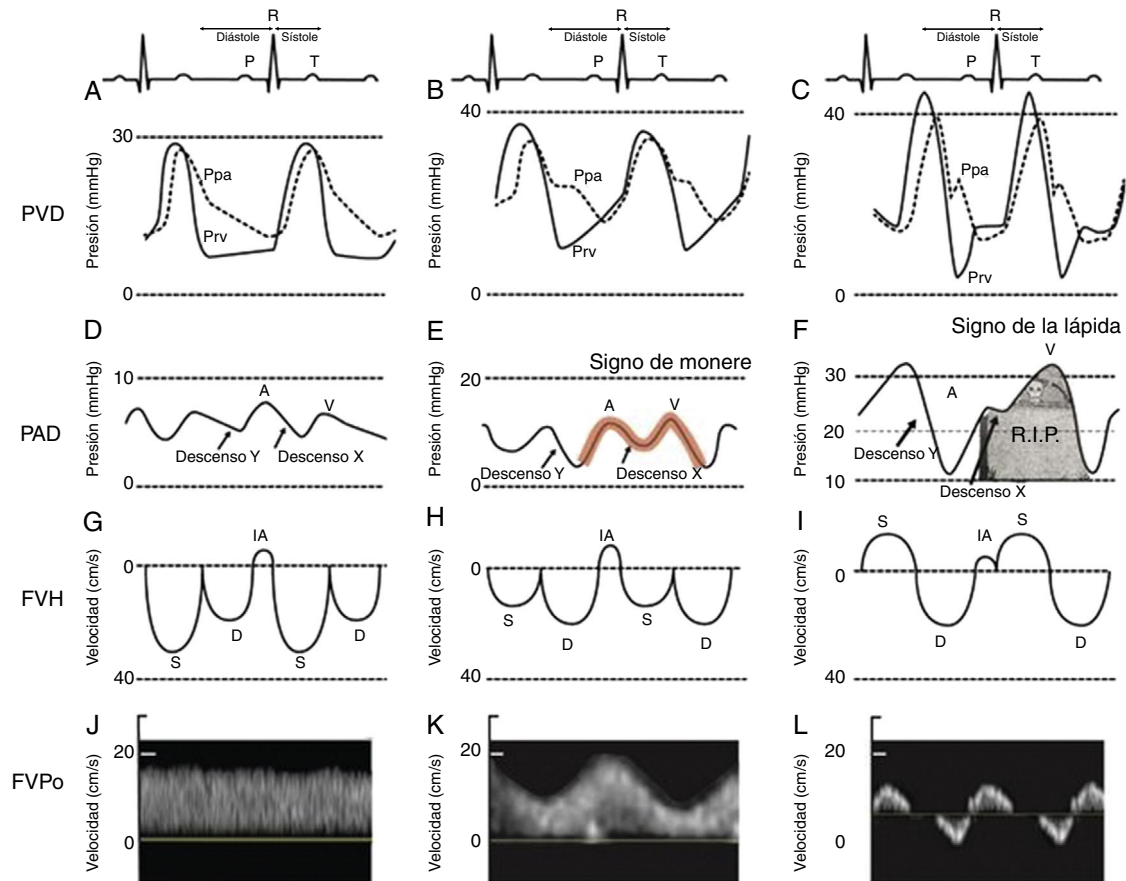 R R R
Diástole Sístole Diástole Sístole Diástole Sístole
P T P T P T
A B C
40 40
30
Presión (mmHg) Presión (mmHg) Presión (mmHg)
Ppa Ppa Ppa
PVD
Prv Prv Prv
0 0 0
D E F
Signo de monere Signo de la lápida
10 20 30
A V A V A V
PAD
Presión (mmHg) Presión (mmHg) Presión (mmHg)
20 R.I.P.
Descenso Y Descenso X Descenso Y Descenso X Descenso Y
Descenso X
0 0 10
G H I
IA IA S IA S
0 0 0
FVH
Velocidad (cm/s) Velocidad (cm/s) Velocidad (cm/s)
S D S D S D S D D D
40 40 40
J K L
20 20 20
FVPo
Velocidad (cm/s) Velocidad (cm/s) Velocidad (cm/s)
0 0 0